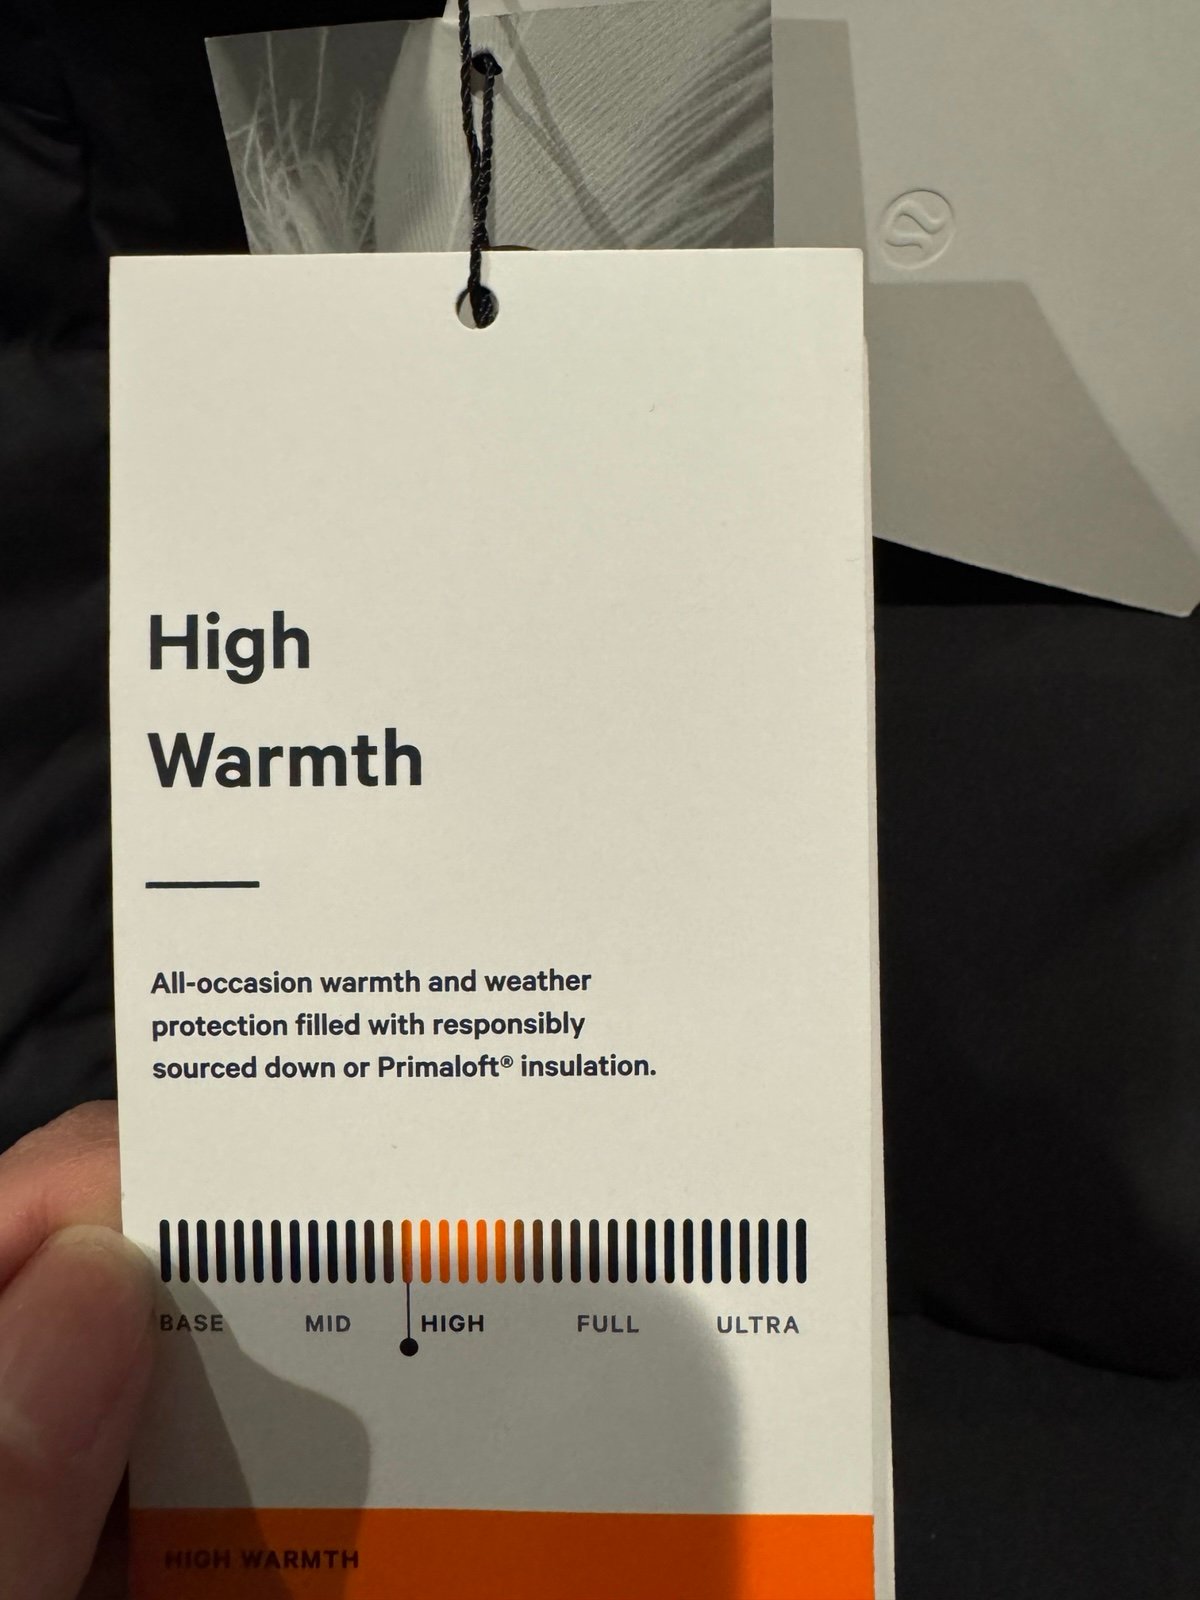 High
Warmth
All-occasion warmth and weather
protection filled with responsibly
sourced down or Primaloft® insulation.
BASE MID HIGH FULL ULTRA
HIGH WARMTH